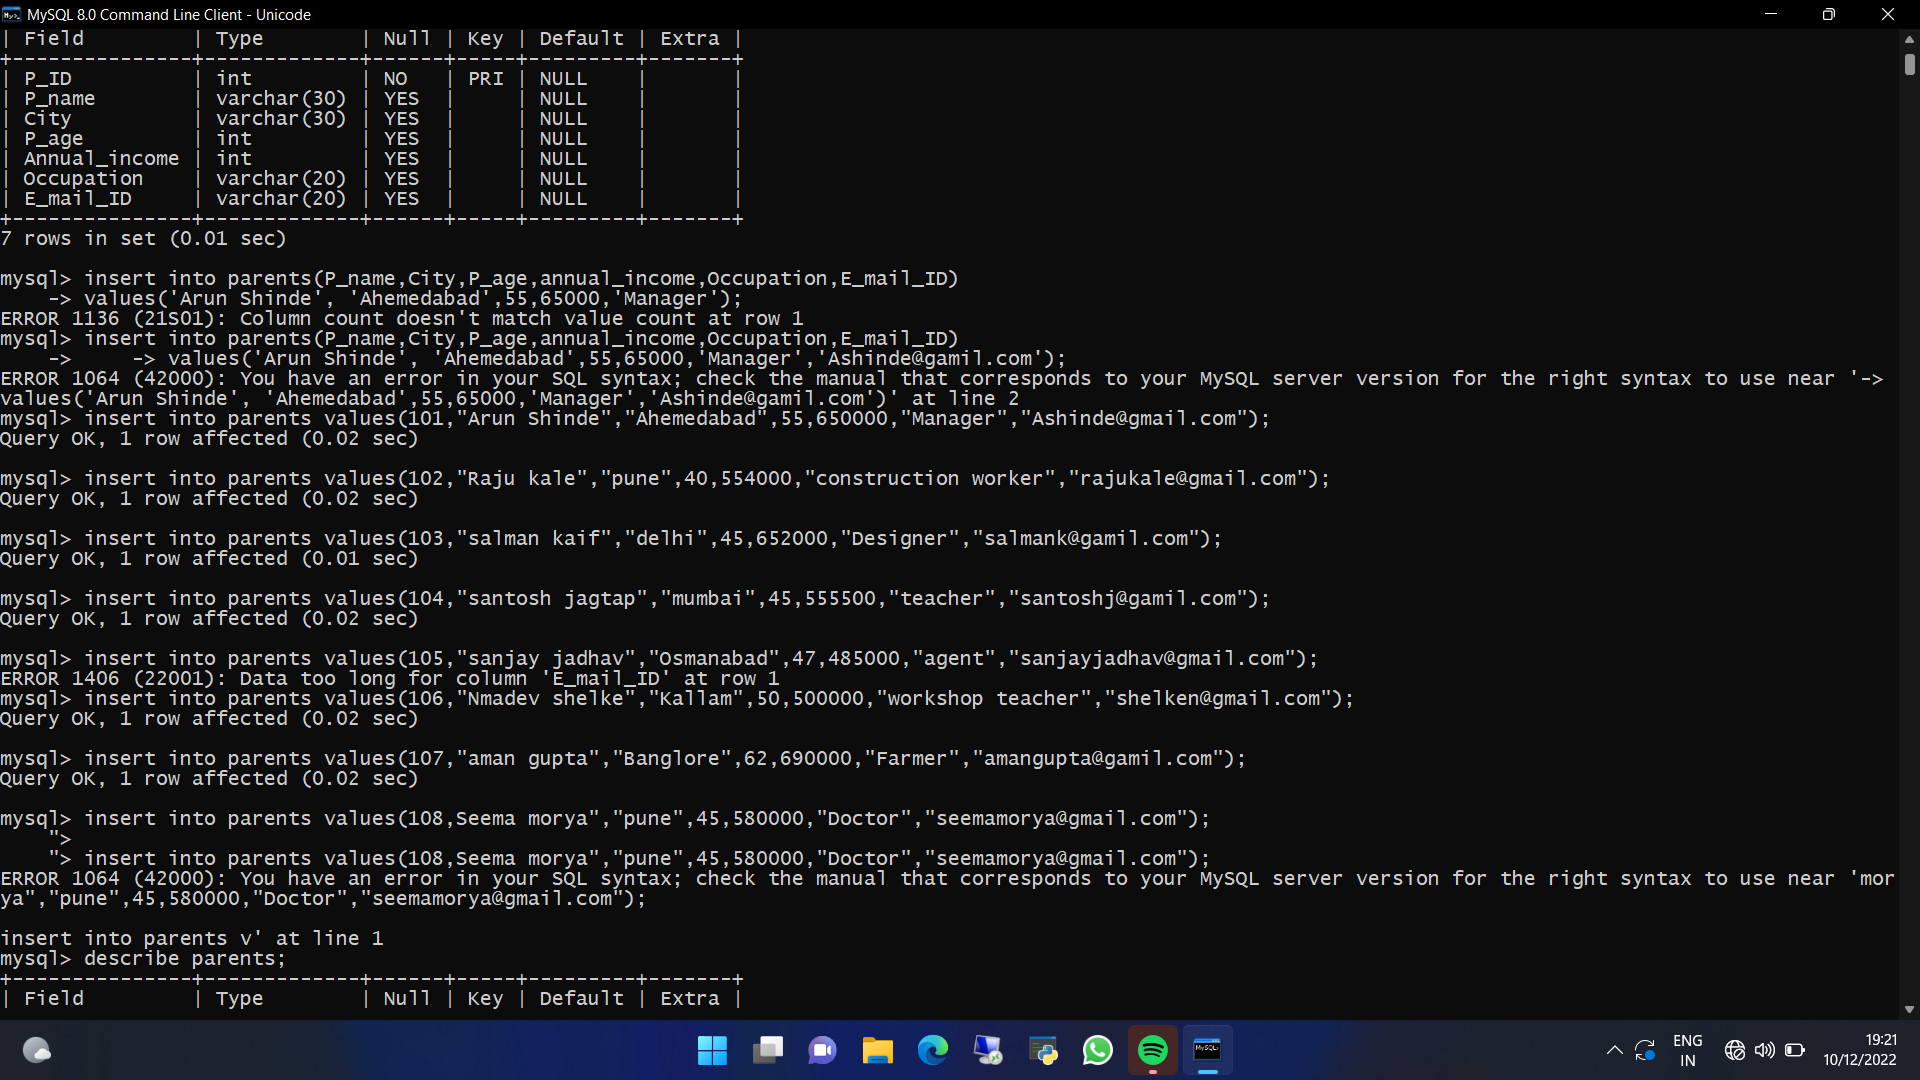 MySQL 8.0 Command Line Client - Unicode
| Field         | Type        | Null | Key | Default | Extra |
+---------------+-------------+------+-----+---------+-------+
| P_ID          | int         | NO   | PRI | NULL    |       |
| P_name        | varchar(30) | YES  |     | NULL    |       |
| City          | varchar(30) | YES  |     | NULL    |       |
| P_age         | int         | YES  |     | NULL    |       |
| Annual_income | int         | YES  |     | NULL    |       |
| Occupation    | varchar(20) | YES  |     | NULL    |       |
| E_mail_ID     | varchar(20) | YES  |     | NULL    |       |
+---------------+-------------+------+-----+---------+-------+
7 rows in set (0.01 sec)
mysql> insert into parents(P_name,City,P_age,annual_income,Occupation,E_mail_ID)
    -> values('Arun Shinde', 'Ahemedabad',55,65000,'Manager');
ERROR 1136 (21S01): Column count doesn't match value count at row 1
mysql> insert into parents(P_name,City,P_age,annual_income,Occupation,E_mail_ID)
    ->     -> values('Arun Shinde', 'Ahemedabad',55,65000,'Manager','Ashinde@gamil.com');
ERROR 1064 (42000): You have an error in your SQL syntax; check the manual that corresponds to your MySQL server version for the right syntax to use near '->
values('Arun Shinde', 'Ahemedabad',55,65000,'Manager','Ashinde@gamil.com')' at line 2
mysql> insert into parents values(101,"Arun Shinde","Ahemedabad",55,650000,"Manager","Ashinde@gmail.com");
Query OK, 1 row affected (0.02 sec)
mysql> insert into parents values(102,"Raju kale","pune",40,554000,"construction worker","rajukale@gmail.com");
Query OK, 1 row affected (0.02 sec)
mysql> insert into parents values(103,"salman kaif","delhi",45,652000,"Designer","salmank@gamil.com");
Query OK, 1 row affected (0.01 sec)
mysql> insert into parents values(104,"santosh jagtap","mumbai",45,555500,"teacher","santoshj@gamil.com");
Query OK, 1 row affected (0.02 sec)
mysql> insert into parents values(105,"sanjay jadhav","Osmanabad",47,485000,"agent","sanjayjadhav@gmail.com");
ERROR 1406 (22001): Data too long for column 'E_mail_ID' at row 1
mysql> insert into parents values(106,"Nmadev shelke","Kallam",50,500000,"workshop teacher","shelken@gmail.com");
Query OK, 1 row affected (0.02 sec)
mysql> insert into parents values(107,"aman gupta","Banglore",62,690000,"Farmer","amangupta@gamil.com");
Query OK, 1 row affected (0.02 sec)
mysql> insert into parents values(108,Seema morya","pune",45,580000,"Doctor","seemamorya@gmail.com");
    ">
    "> insert into parents values(108,Seema morya","pune",45,580000,"Doctor","seemamorya@gmail.com");
ERROR 1064 (42000): You have an error in your SQL syntax; check the manual that corresponds to your MySQL server version for the right syntax to use near 'mor
ya","pune",45,580000,"Doctor","seemamorya@gmail.com");
insert into parents v' at line 1
mysql> describe parents;
+---------------+-------------+------+-----+---------+-------+
| Field         | Type        | Null | Key | Default | Extra |
ENG
IN
19:21
10/12/2022